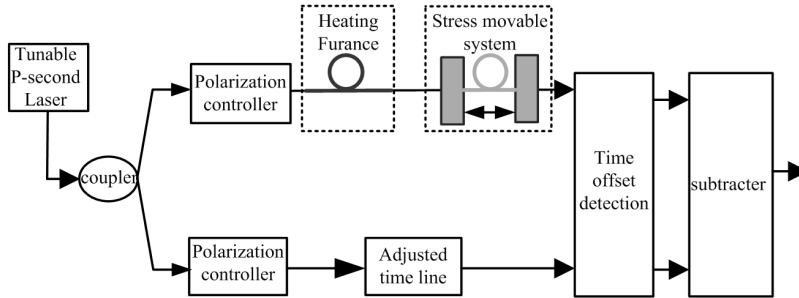 Tunable
P-second
Laser
coupler
Polarization
controller
Heating
Furance
Stress movable
system
Polarization
controller
Adjusted
time line
Time
offset
detection
subtracter